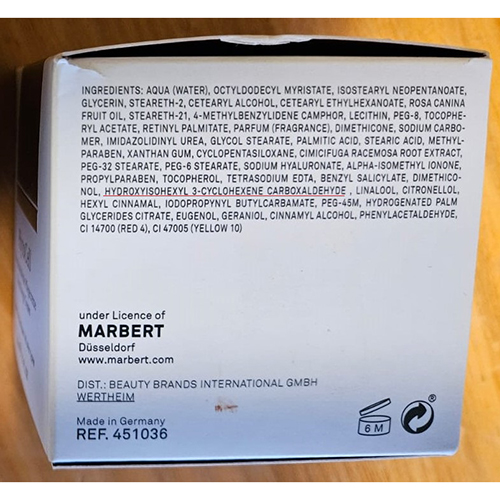 INGREDIENTS: AQUA (WATER), OCTYLDODECYL MYRISTATE, ISOSTEARYL NEOPENTANOATE,
GLYCERIN, STEARETH-2, CETEARYL ALCOHOL, CETEARYL ETHYLHEXANOATE, ROSA CANINA
FRUIT OIL, STEARETH-21, 4-METHYLBENZYLIDENE CAMPHOR, LECITHIN, PEG-8, TOCOPHE-
RYL ACETATE, RETINYL PALMITATE, PARFUM (FRAGRANCE), DIMETHICONE, SODIUM CARBO-
MER, IMIDAZOLIDINYL UREA, GLYCOL STEARATE, PALMITIC ACID, STEARIC ACID, METHYL-
PARABEN, XANTHAN GUM, CYCLOPENTASILOXANE, CIMICIFUGA RACEMOSA ROOT EXTRACT,
PEG-32 STEARATE, PEG-6 STEARATE, SODIUM HYALURONATE, ALPHA-ISOMETHYL IONONE,
PROPYLPARABEN, TOCOPHEROL, TETRASODIUM EDTA, BENZYL SALICYLATE, DIMETHICO-
NOL, HYDROXYISOHEXYL 3-CYCLOHEXENE CARBOXALDEHYDE , LINALOOL, CITRONELLOL,
HEXYL CINNAMAL, IODOPROPYNYL BUTYLCARBAMATE, PEG-45M, HYDROGENATED PALM
GLYCERIDES CITRATE, EUGENOL, GERANIOL, CINNAMYL ALCOHOL, PHENYLACETALDEHYDE,
CI 14700 (RED 4), CI 47005 (YELLOW 10)
under Licence of
MARBERT
Düsseldorf
www.marbert.com
DIST.: BEAUTY BRANDS INTERNATIONAL GMBH
WERTHEIM
Made in Germany
REF. 451036
6 M